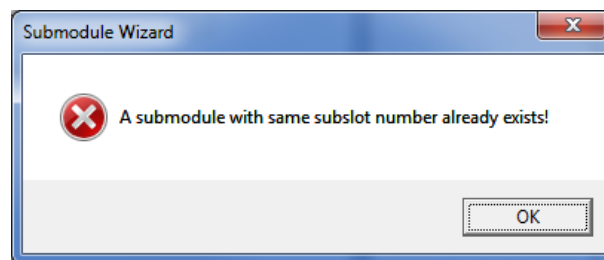 Submodule Wizard
A submodule with same subslot number already exists!
OK